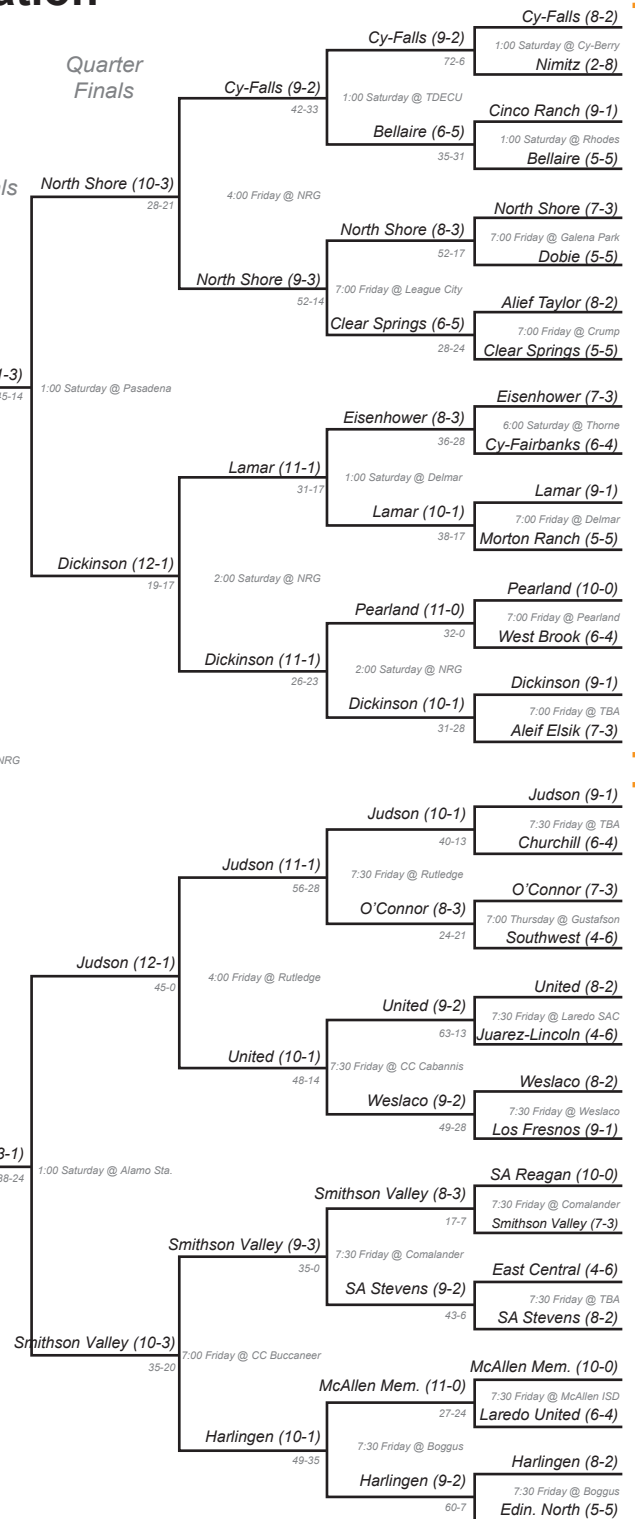 Cy-Falls (8-2)
Cy-Falls (9-2)
1:00 Saturday @ Cy-Berry
72-6
Nimitz (2-8)
Quarter
Finals
Cy-Falls (9-2)
42-33
1:00 Saturday @ TDECU
Cinco Ranch (9-1)
Bellaire (6-5)
1:00 Saturday @ Rhodes
35-31
Bellaire (5-5)
North Shore (10-3)
28-21
4:00 Friday @ NRG
North Shore (7-3)
North Shore (8-3)
7:00 Friday @ Galena Park
52-17
Dobie (5-5)
North Shore (9-3)
52-14
7:00 Friday @ League City
Alief Taylor (8-2)
Clear Springs (6-5)
7:00 Friday @ Crump
28-24
Clear Springs (5-5)
1:00 Saturday @ Pasadena
Eisenhower (7-3)
Eisenhower (8-3)
6:00 Saturday @ Thorne
36-28
Cy-Fairbanks (6-4)
Lamar (11-1)
31-17
1:00 Saturday @ Delmar
Lamar (9-1)
Lamar (10-1)
7:00 Friday @ Delmar
38-17
Morton Ranch (5-5)
Dickinson (12-1)
19-17
2:00 Saturday @ NRG
Pearland (10-0)
Pearland (11-0)
7:00 Friday @ Pearland
32-0
West Brook (6-4)
Dickinson (11-1)
26-23
2:00 Saturday @ NRG
Dickinson (9-1)
Dickinson (10-1)
7:00 Friday @ TBA
31-28
Aleif Elsik (7-3)
NRG
Judson (9-1)
Judson (10-1)
7:30 Friday @ TBA
40-13
Churchill (6-4)
Judson (11-1)
56-28
7:30 Friday @ Rutledge
O'Connor (7-3)
O'Connor (8-3)
7:00 Thursday @ Gustafson
24-21
Southwest (4-6)
Judson (12-1)
45-0
4:00 Friday @ Rutledge
United (8-2)
United (9-2)
7:30 Friday @ Laredo SAC
63-13
Juarez-Lincoln (4-6)
United (10-1)
48-14
7:30 Friday @ CC Cabannis
Weslaco (8-2)
Weslaco (9-2)
7:30 Friday @ Weslaco
49-28
Los Fresnos (9-1)
1:00 Saturday @ Alamo Sta.
SA Reagan (10-0)
Smithson Valley (8-3)
7:30 Friday @ Comalander
17-7
Smithson Valley (7-3)
Smithson Valley (9-3)
35-0
7:30 Friday @ Comalander
East Central (4-6)
SA Stevens (9-2)
7:30 Friday @ TBA
43-6
SA Stevens (8-2)
Smithson Valley (10-3)
35-20
7:00 Friday @ CC Buccaneer
McAllen Mem. (10-0)
McAllen Mem. (11-0)
7:30 Friday @ McAllen ISD
27-24
Laredo United (6-4)
Harlingen (10-1)
49-35
7:30 Friday @ Boggus
Harlingen (8-2)
Harlingen (9-2)
7:30 Friday @ Boggus
60-7
Edin. North (5-5)